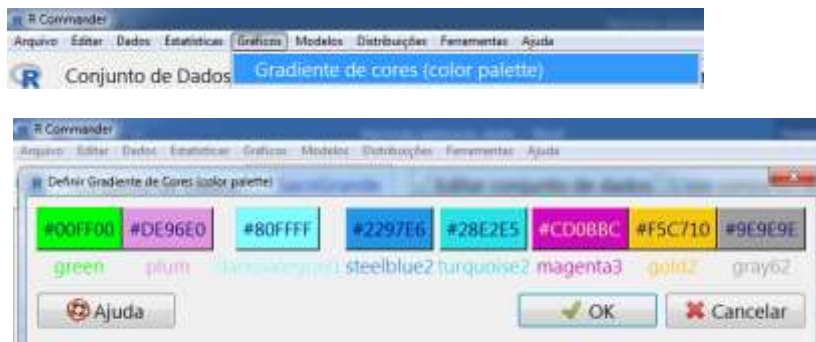 R Commander
Arquivo Editar Dados Estatísticas Gráficos Modelos Distribuições Ferramentas Ajuda
R Conjunto de Dados Gradiente de cores (color palette)
R Commander
Arquivo Editar Dados Estatísticas Gráficos Modelos Distribuições Ferramentas Ajuda
Definir Gradiente de Cores (color palette)
#00FF00 #DE96E0 #80FFFF #2297E6 #28E2E5 #CD0BBC #F5C710 #9E9E9E
green plum steelblue2 turquoise2 magenta3 gold2 gray62
Ajuda OK Cancelar